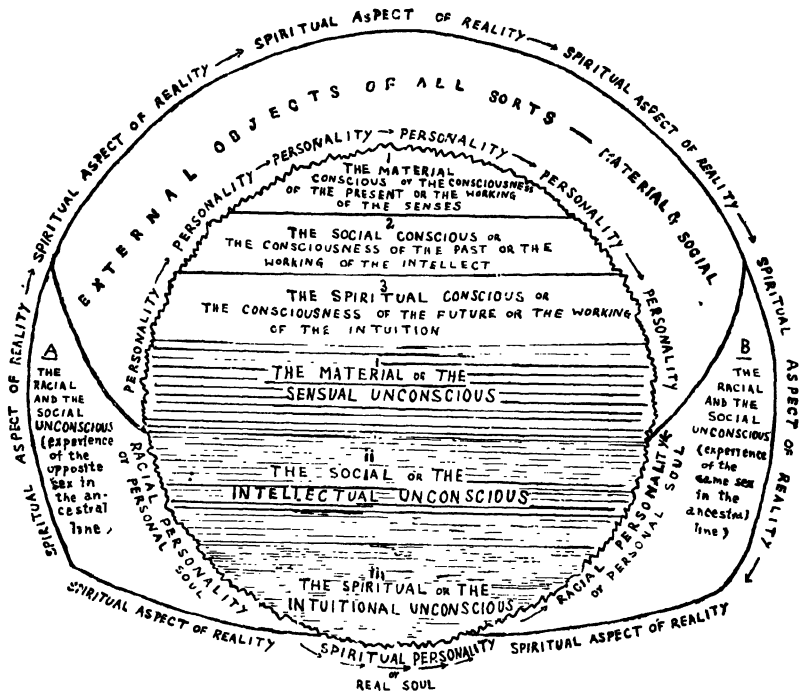 SPIRITUAL ASPECT OF REALITY → SPIRITUAL ASPECT OF REALITY → SPIRITUAL ASPECT OF REALITY → SPIRITUAL ASPECT OF REALITY → SPIRITUAL ASPECT OF REALITY → SPIRITUAL ASPECT OF REALITY
EXTERNAL OBJECTS OF ALL SORTS — MATERIAL & SOCIAL
PERSONALITY → PERSONALITY → PERSONALITY → PERSONALITY → PERSONALITY → PERSONALITY
1
THE MATERIAL
CONSCIOUS or THE CONSCIOUSNESS
OF THE PRESENT OR THE WORKING
OF THE SENSES
2
THE SOCIAL CONSCIOUS OR
THE CONSCIOUSNESS OF THE PAST OR THE
WORKING OF THE INTELLECT
3
THE SPIRITUAL CONSCIOUS OR
THE CONSCIOUSNESS OF THE FUTURE OR THE WORKING
OF THE INTUITION
i
THE MATERIAL OR THE
SENSUAL UNCONSCIOUS
ii
THE SOCIAL OR THE
INTELLECTUAL UNCONSCIOUS
iii
THE SPIRITUAL OR THE
INTUITIONAL UNCONSCIOUS
A
THE
RACIAL
AND THE
SOCIAL
UNCONSCIOUS
(experience
of the
opposite
sex in
the an-
cestral
line)
B
THE
RACIAL
AND THE
SOCIAL
UNCONSCIOUS
(experience
of the
same sex
in the
ancestral
line)
RACIAL PERSONALITY
or PERSONAL SOUL
RACIAL PERSONALITY
or PERSONAL SOUL
SPIRITUAL ASPECT OF REALITY
SPIRITUAL PERSONALITY
or
REAL SOUL
SPIRITUAL ASPECT OF REALITY